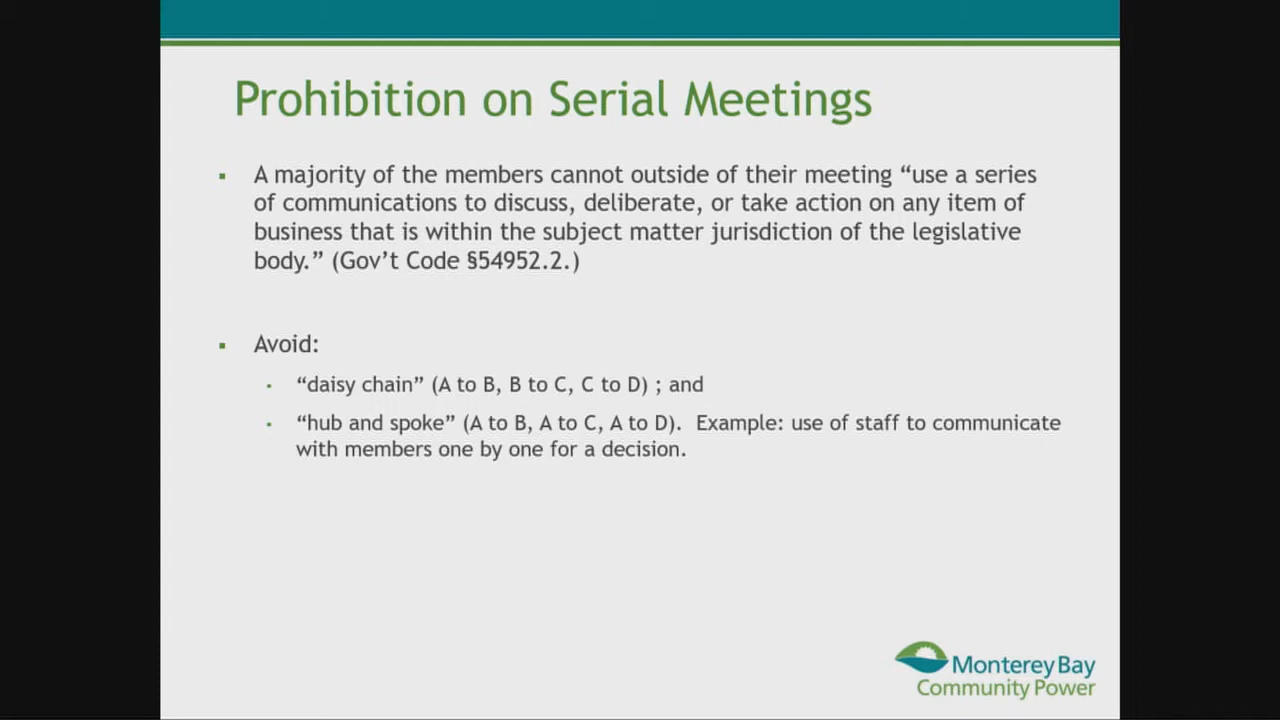 Prohibition on Serial Meetings
A majority of the members cannot outside of their meeting “use a series
of communications to discuss, deliberate, or take action on any item of
business that is within the subject matter jurisdiction of the legislative
body.” (Gov’t Code §54952.2.)
Avoid:
“daisy chain” (A to B, B to C, C to D) ; and
“hub and spoke” (A to B, A to C, A to D).  Example: use of staff to communicate
with members one by one for a decision.
Monterey Bay
Community Power